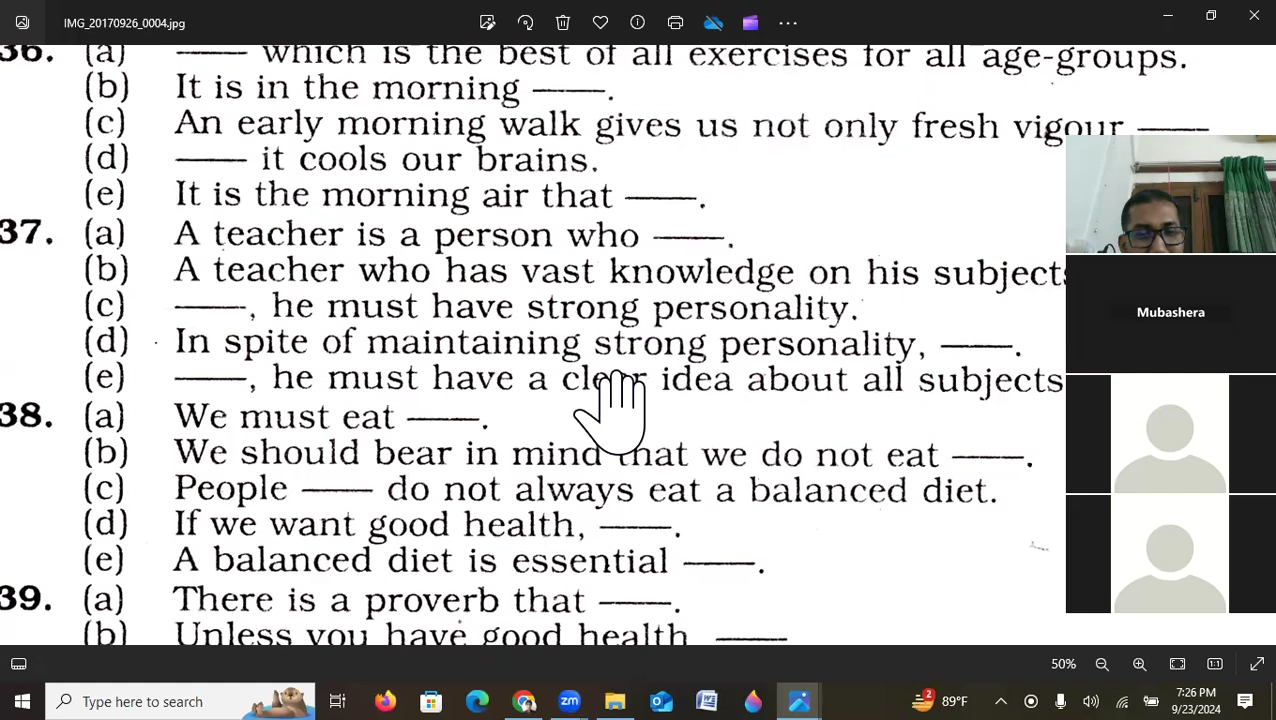 IMG_20170926_0004.jpg
36. (a) —— which is the best of all exercises for all age-groups.
(b) It is in the morning ——.
(c) An early morning walk gives us not only fresh vigour ——
(d) —— it cools our brains.
(e) It is the morning air that ——.
37. (a) A teacher is a person who ——.
(b) A teacher who has vast knowledge on his subjects
(c) ——, he must have strong personality.
(d) In spite of maintaining strong personality, ——.
(e) ——, he must have a clear idea about all subjects
38. (a) We must eat ——.
(b) We should bear in mind that we do not eat ——.
(c) People —— do not always eat a balanced diet.
(d) If we want good health, ——.
(e) A balanced diet is essential ——.
39. (a) There is a proverb that ——.
(b) Unless you have good health, ——
Mubashera
50%
1:1
Type here to search
zm
W
2
89°F
7:26 PM
9/23/2024